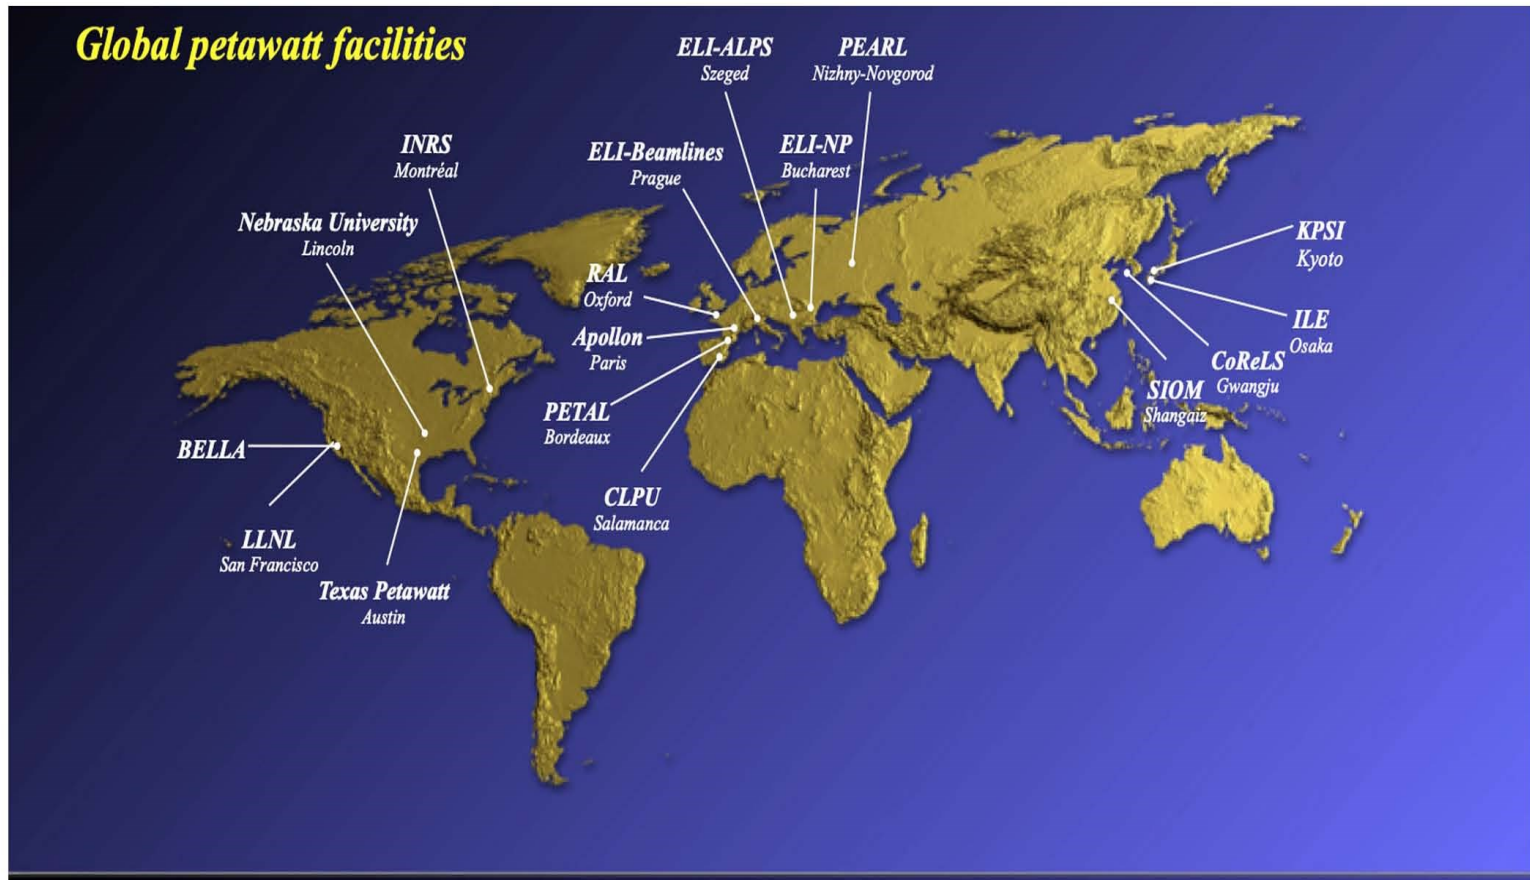 Global petawatt facilities
ELI-ALPS
Szeged
PEARL
Nizhny-Novgorod
INRS
Montréal
ELI-Beamlines
Prague
ELI-NP
Bucharest
Nebraska University
Lincoln
KPSI
Kyoto
RAL
Oxford
Apollon
Paris
ILE
Osaka
CoReLS
Gwangju
SIOM
Shangaiz
PETAL
Bordeaux
BELLA
CLPU
Salamanca
LLNL
San Francisco
Texas Petawatt
Austin